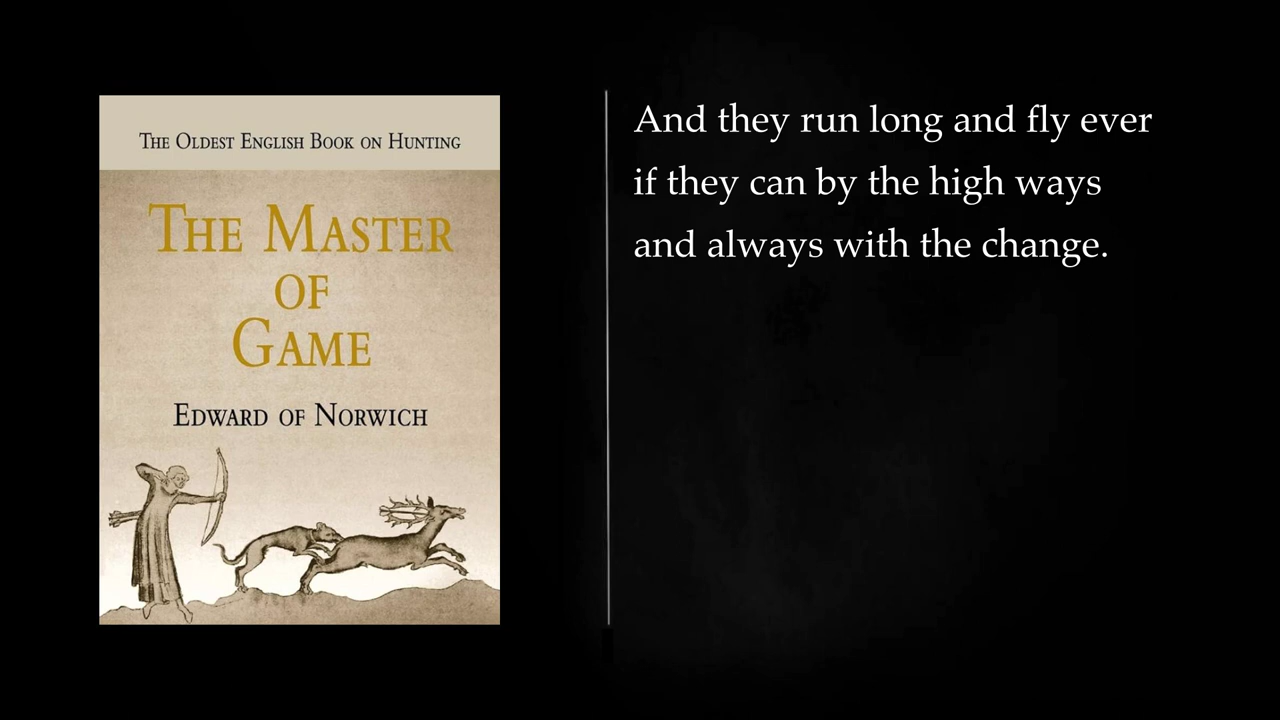 The Oldest English Book on Hunting
The Master
of
Game
Edward of Norwich
And they run long and fly ever
if they can by the high ways
and always with the change.